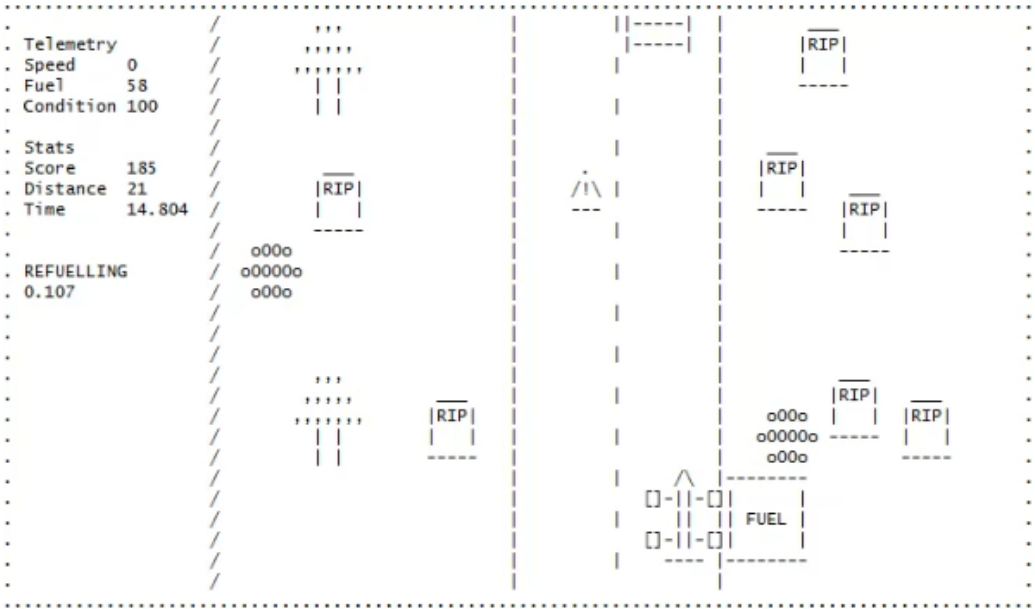 Telemetry
Speed 0
Fuel 58
Condition 100
Stats
Score 185
Distance 21
Time 14.804
REFUELLING
0.107
RIP
RIP
RIP
RIP
RIP
RIP
RIP
FUEL